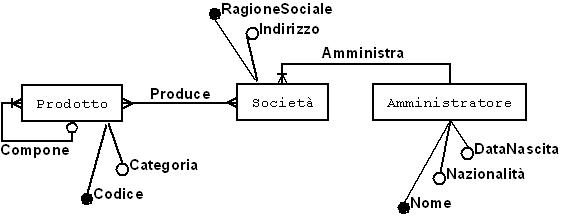 RagioneSociale
Indirizzo
Amministra
Produce
Prodotto
Società
Amministratore
Compone
Categoria
Codice
DataNascita
Nazionalità
Nome